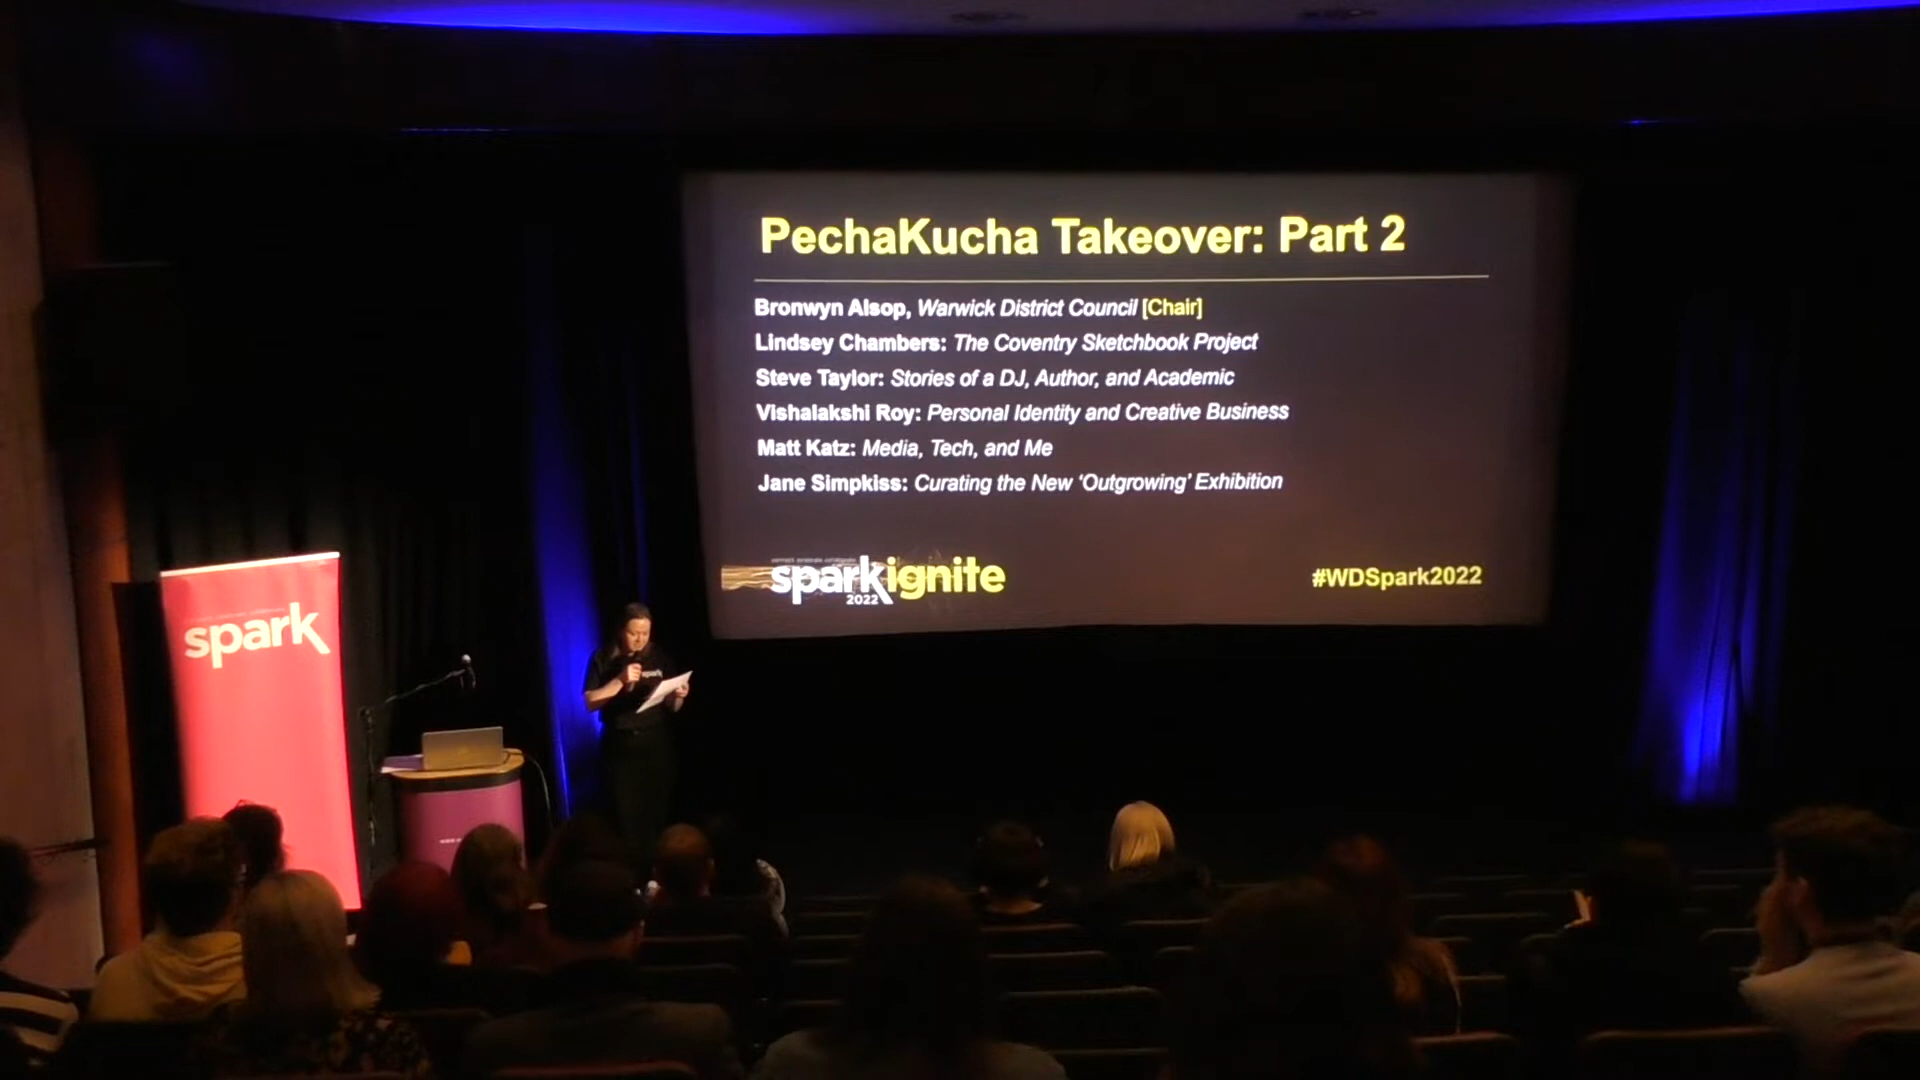 PechaKucha Takeover: Part 2
Bronwyn Alsop, Warwick District Council [Chair]
Lindsey Chambers: The Coventry Sketchbook Project
Steve Taylor: Stories of a DJ, Author, and Academic
Vishalakshi Roy: Personal Identity and Creative Business
Matt Katz: Media, Tech, and Me
Jane Simpkiss: Curating the New ‘Outgrowing’ Exhibition
sparkignite
2022
#WDSpark2022
spark
spark